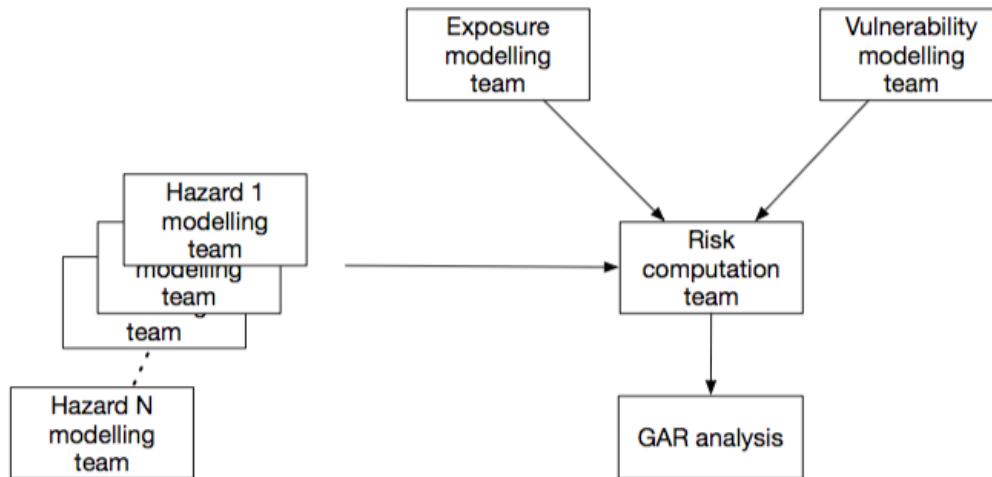 Exposure
modelling
team
Vulnerability
modelling
team
Hazard 1
modelling
team
modelling
team
team
Hazard N
modelling
team
Risk
computation
team
GAR analysis